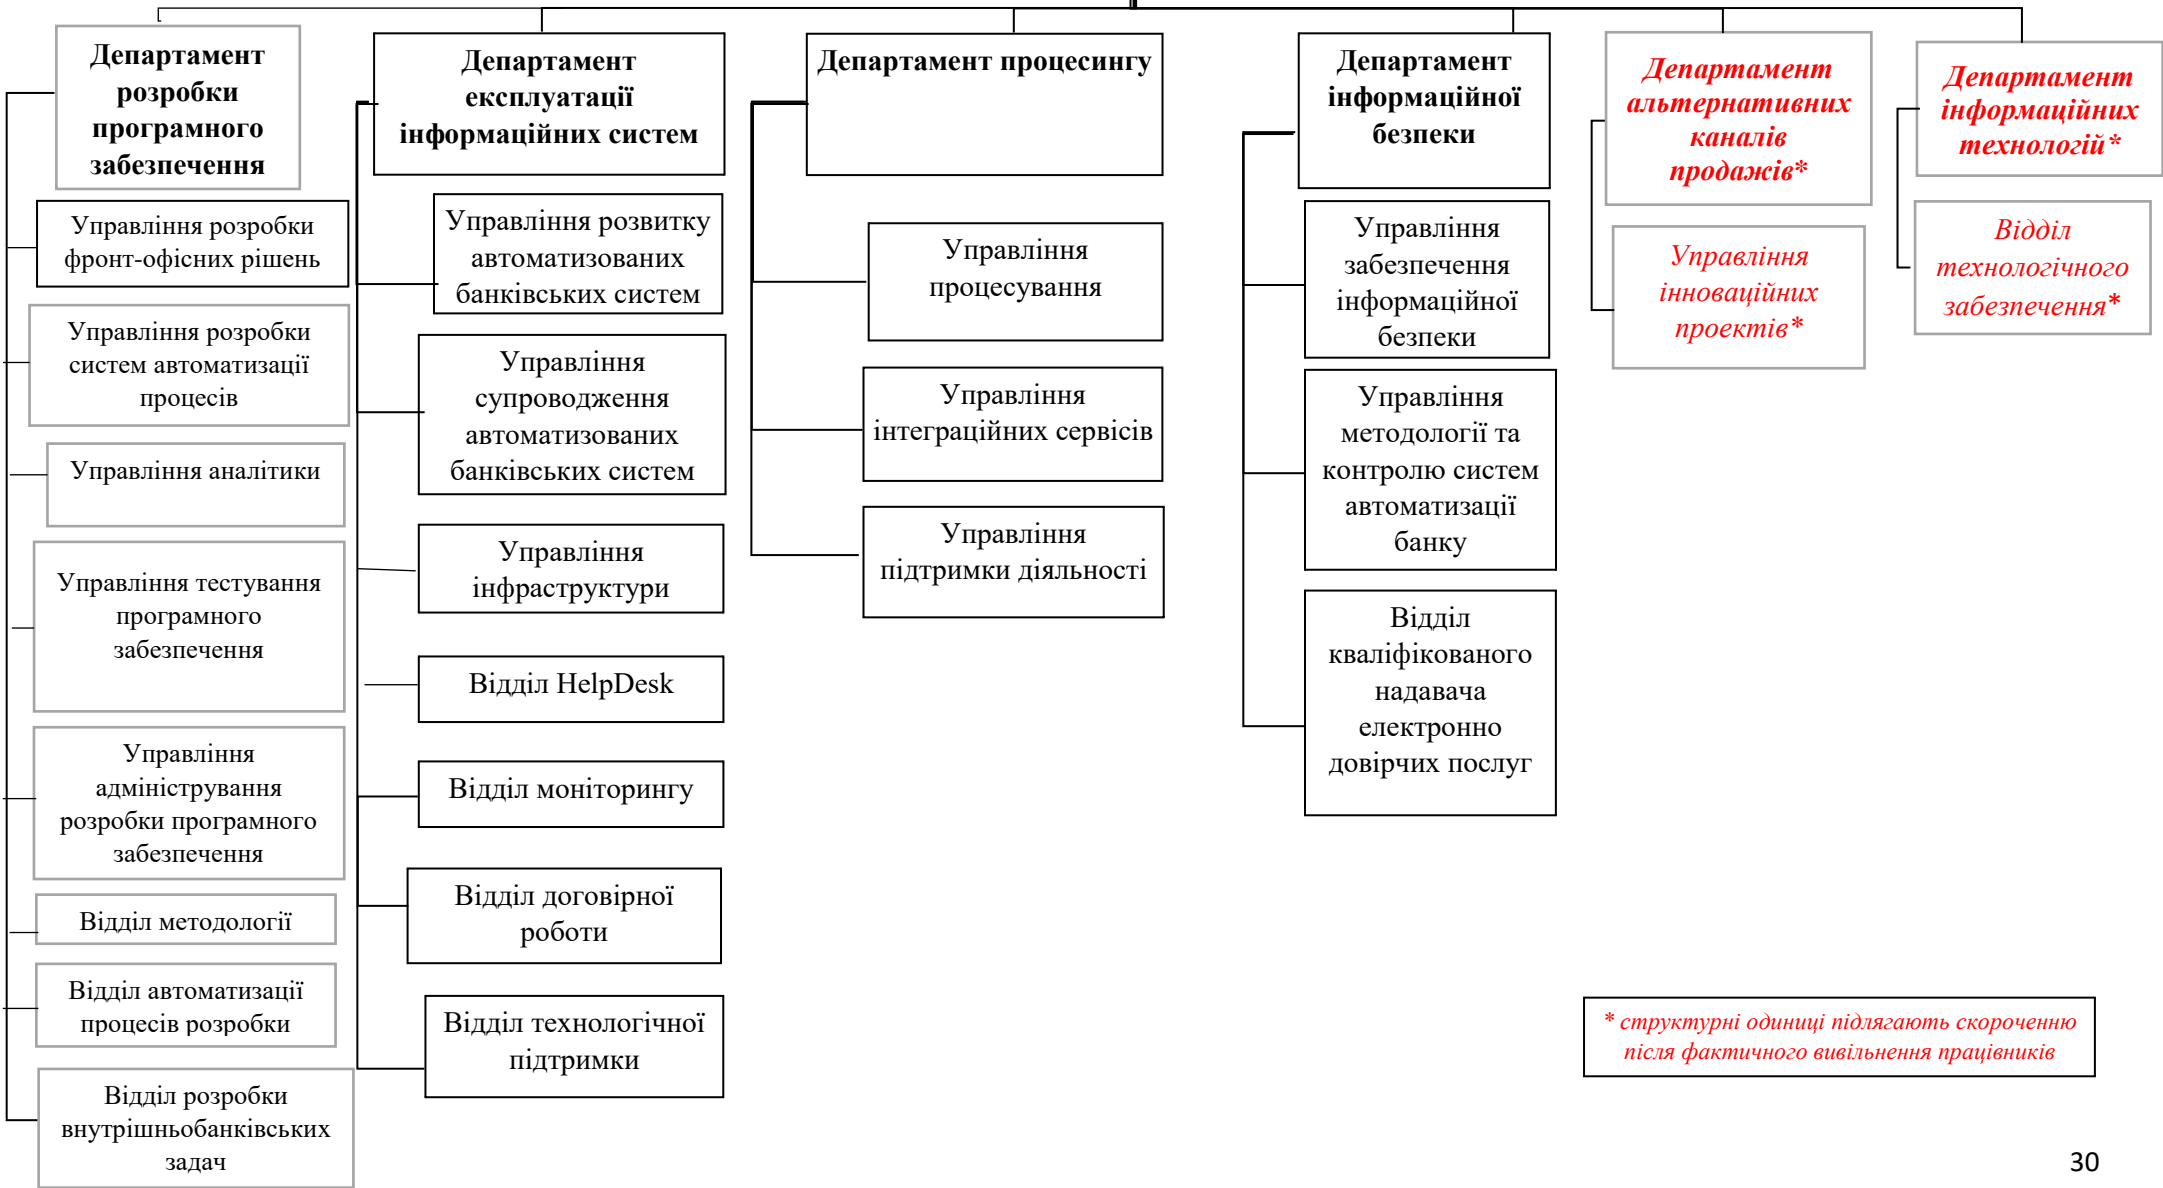 Департамент
розробки
програмного
забезпечення
Управління розробки
фронт-офісних рішень
Управління розробки
систем автоматизації
процесів
Управління аналітики
Управління тестування
програмного
забезпечення
Управління
адміністрування
розробки програмного
забезпечення
Відділ методології
Відділ автоматизації
процесів розробки
Відділ розробки
внутрішньобанківських
задач
Департамент
експлуатації
інформаційних систем
Управління розвитку
автоматизованих
банківських систем
Управління
супроводження
автоматизованих
банківських систем
Управління
інфраструктури
Відділ HelpDesk
Відділ моніторингу
Відділ договірної
роботи
Відділ технологічної
підтримки
Департамент процесингу
Управління
процесування
Управління
інтеграційних сервісів
Управління
підтримки діяльності
Департамент
інформаційної
безпеки
Управління
забезпечення
інформаційної
безпеки
Управління
методології та
контролю систем
автоматизації
банку
Відділ
кваліфікованого
надавача
електронно
довірчих послуг
Департамент
альтернативних
каналів
продажів*
Управління
інноваційних
проектів*
Департамент
інформаційних
технологій*
Відділ
технологічного
забезпечення*
* структурні одиниці підлягають скороченню
після фактичного вивільнення працівників
30